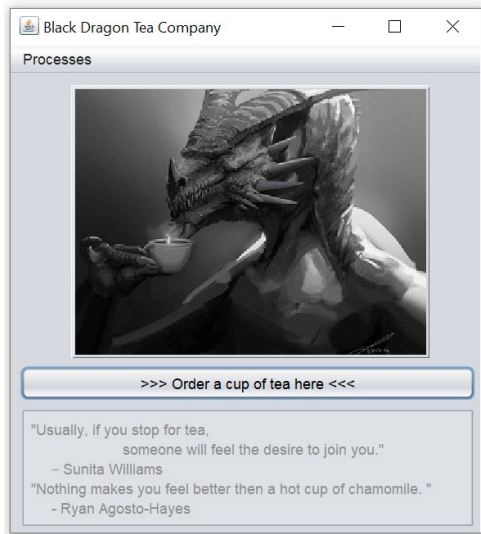 Black Dragon Tea Company
Processes
>>> Order a cup of tea here <<<
"Usually, if you stop for tea,
someone will feel the desire to join you."
– Sunita Williams
"Nothing makes you feel better then a hot cup of chamomile. "
- Ryan Agosto-Hayes